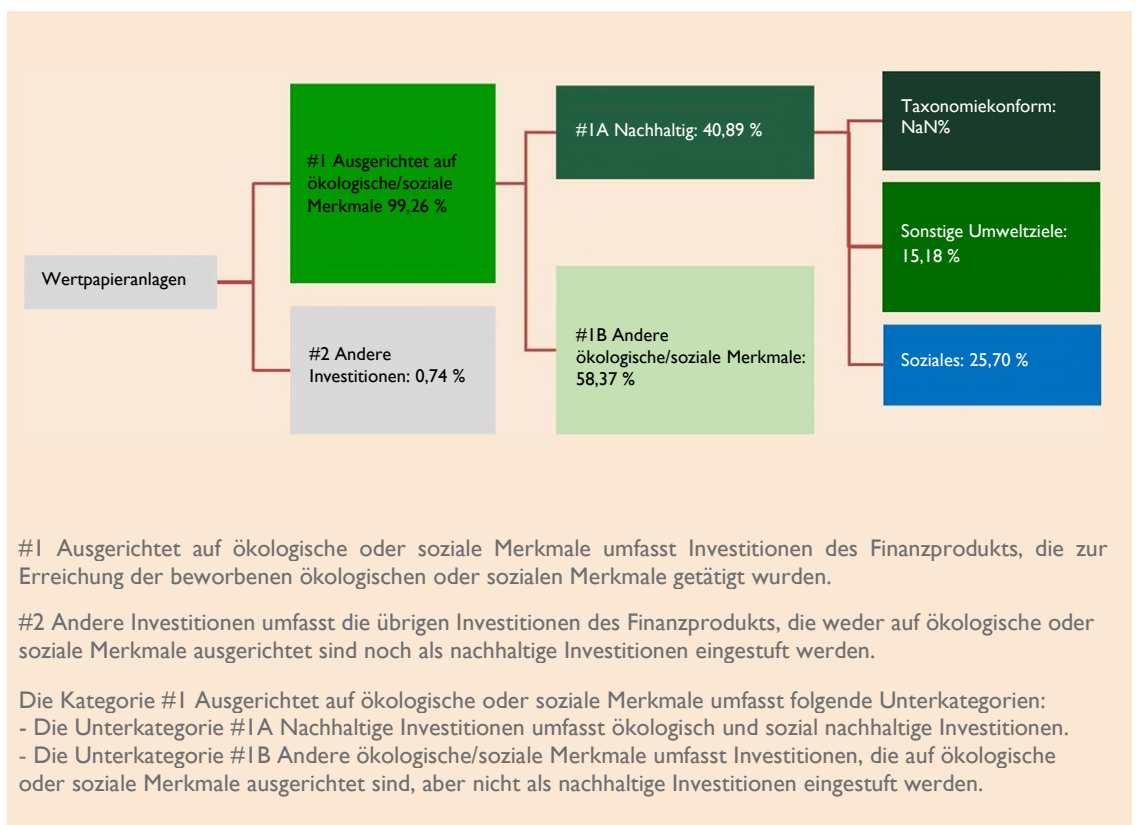 Wertpapieranlagen
#1 Ausgerichtet auf
ökologische/soziale
Merkmale 99,26 %
#2 Andere
Investitionen: 0,74 %
#1A Nachhaltig: 40,89 %
#1B Andere
ökologische/soziale Merkmale:
58,37 %
Taxonomiekonform:
NaN%
Sonstige Umweltziele:
15,18 %
Soziales: 25,70 %
#1 Ausgerichtet auf ökologische oder soziale Merkmale umfasst Investitionen des Finanzprodukts, die zur
Erreichung der beworbenen ökologischen oder sozialen Merkmale getätigt wurden.
#2 Andere Investitionen umfasst die übrigen Investitionen des Finanzprodukts, die weder auf ökologische oder
soziale Merkmale ausgerichtet sind noch als nachhaltige Investitionen eingestuft werden.
Die Kategorie #1 Ausgerichtet auf ökologische oder soziale Merkmale umfasst folgende Unterkategorien:
- Die Unterkategorie #1A Nachhaltige Investitionen umfasst ökologisch und sozial nachhaltige Investitionen.
- Die Unterkategorie #1B Andere ökologische/soziale Merkmale umfasst Investitionen, die auf ökologische
oder soziale Merkmale ausgerichtet sind, aber nicht als nachhaltige Investitionen eingestuft werden.